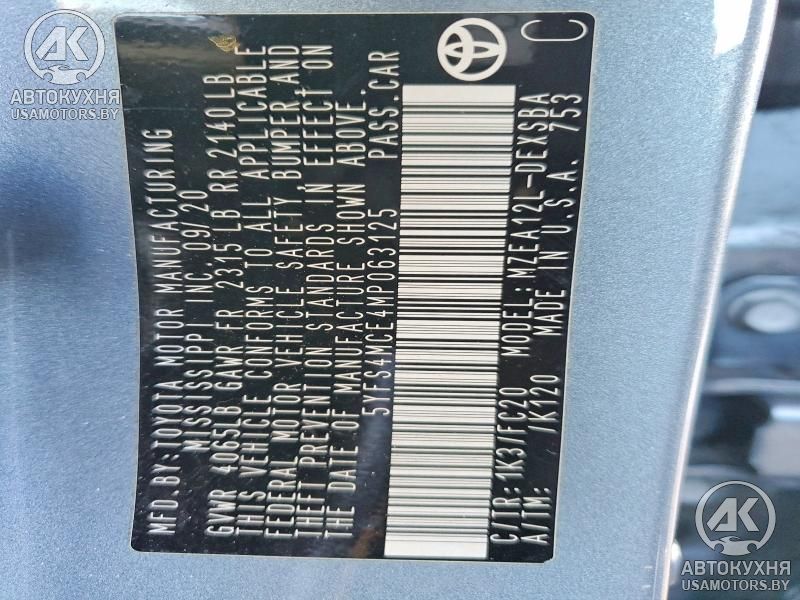 MFD.BY:TOYOTA MOTOR MANUFACTURING
MISSISSIPPI INC. 09/20
GVWR 4065LB GAWR FR 2315 LB RR 2140LB
THIS VEHICLE CONFORMS TO ALL APPLICABLE
FEDERAL MOTOR VEHICLE SAFETY, BUMPER, AND
THEFT PREVENTION STANDARDS IN EFFECT ON
THE DATE OF MANUFACTURE SHOWN ABOVE.
5YFS4MCE4MP063125 PASS.CAR
C/TR:1K3/FC20 MODEL:MZEA12L-DEXSBA
A/TM: /K120 MADE IN U.S.A. 753
C
АК
АВТОКУХНЯ
USAMOTORS.BY
АК
АВТОКУХНЯ
USAMOTORS.BY